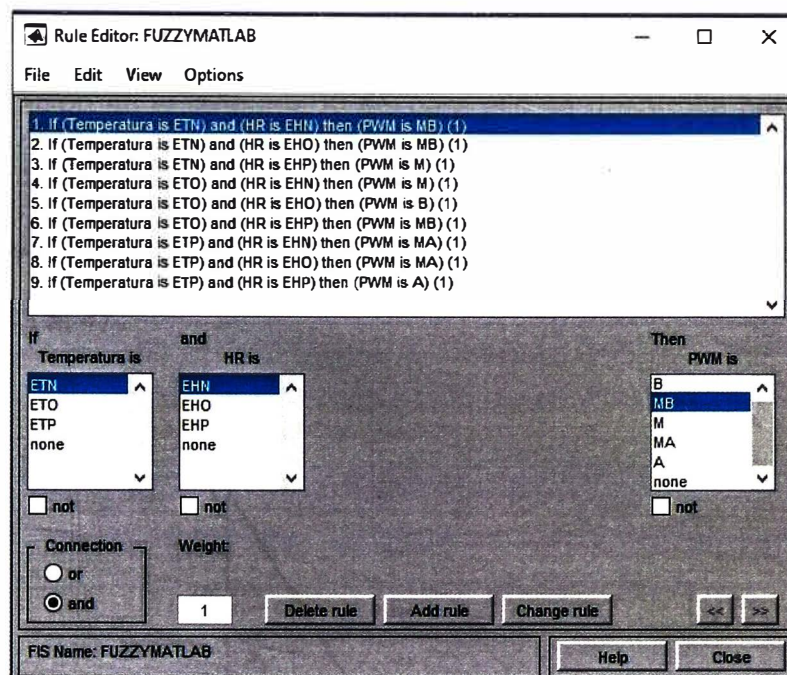 Rule Editor: FUZZYMATLAB
File Edit View Options
1. If (Temperatura is ETN) and (HR is EHN) then (PWM is MB) (1)
2. If (Temperatura is ETN) and (HR is EHO) then (PWM is MB) (1)
3. If (Temperatura is ETN) and (HR is EHP) then (PWM is M) (1)
4. If (Temperatura is ETO) and (HR is EHN) then (PWM is M) (1)
5. If (Temperatura is ETO) and (HR is EHO) then (PWM is B) (1)
6. If (Temperatura is ETO) and (HR is EHP) then (PWM is MB) (1)
7. If (Temperatura is ETP) and (HR is EHN) then (PWM is MA) (1)
8. If (Temperatura is ETP) and (HR is EHO) then (PWM is MA) (1)
9. If (Temperatura is ETP) and (HR is EHP) then (PWM is A) (1)
If and Then
Temperatura is HR is PWM is
ETN
ETO
ETP
none
EHN
EHO
EHP
none
B
MB
M
MA
A
none
not not not
Connection Weight:
or
and 1 Delete rule Add rule Change rule << >>
FIS Name: FUZZYMATLAB Help Close